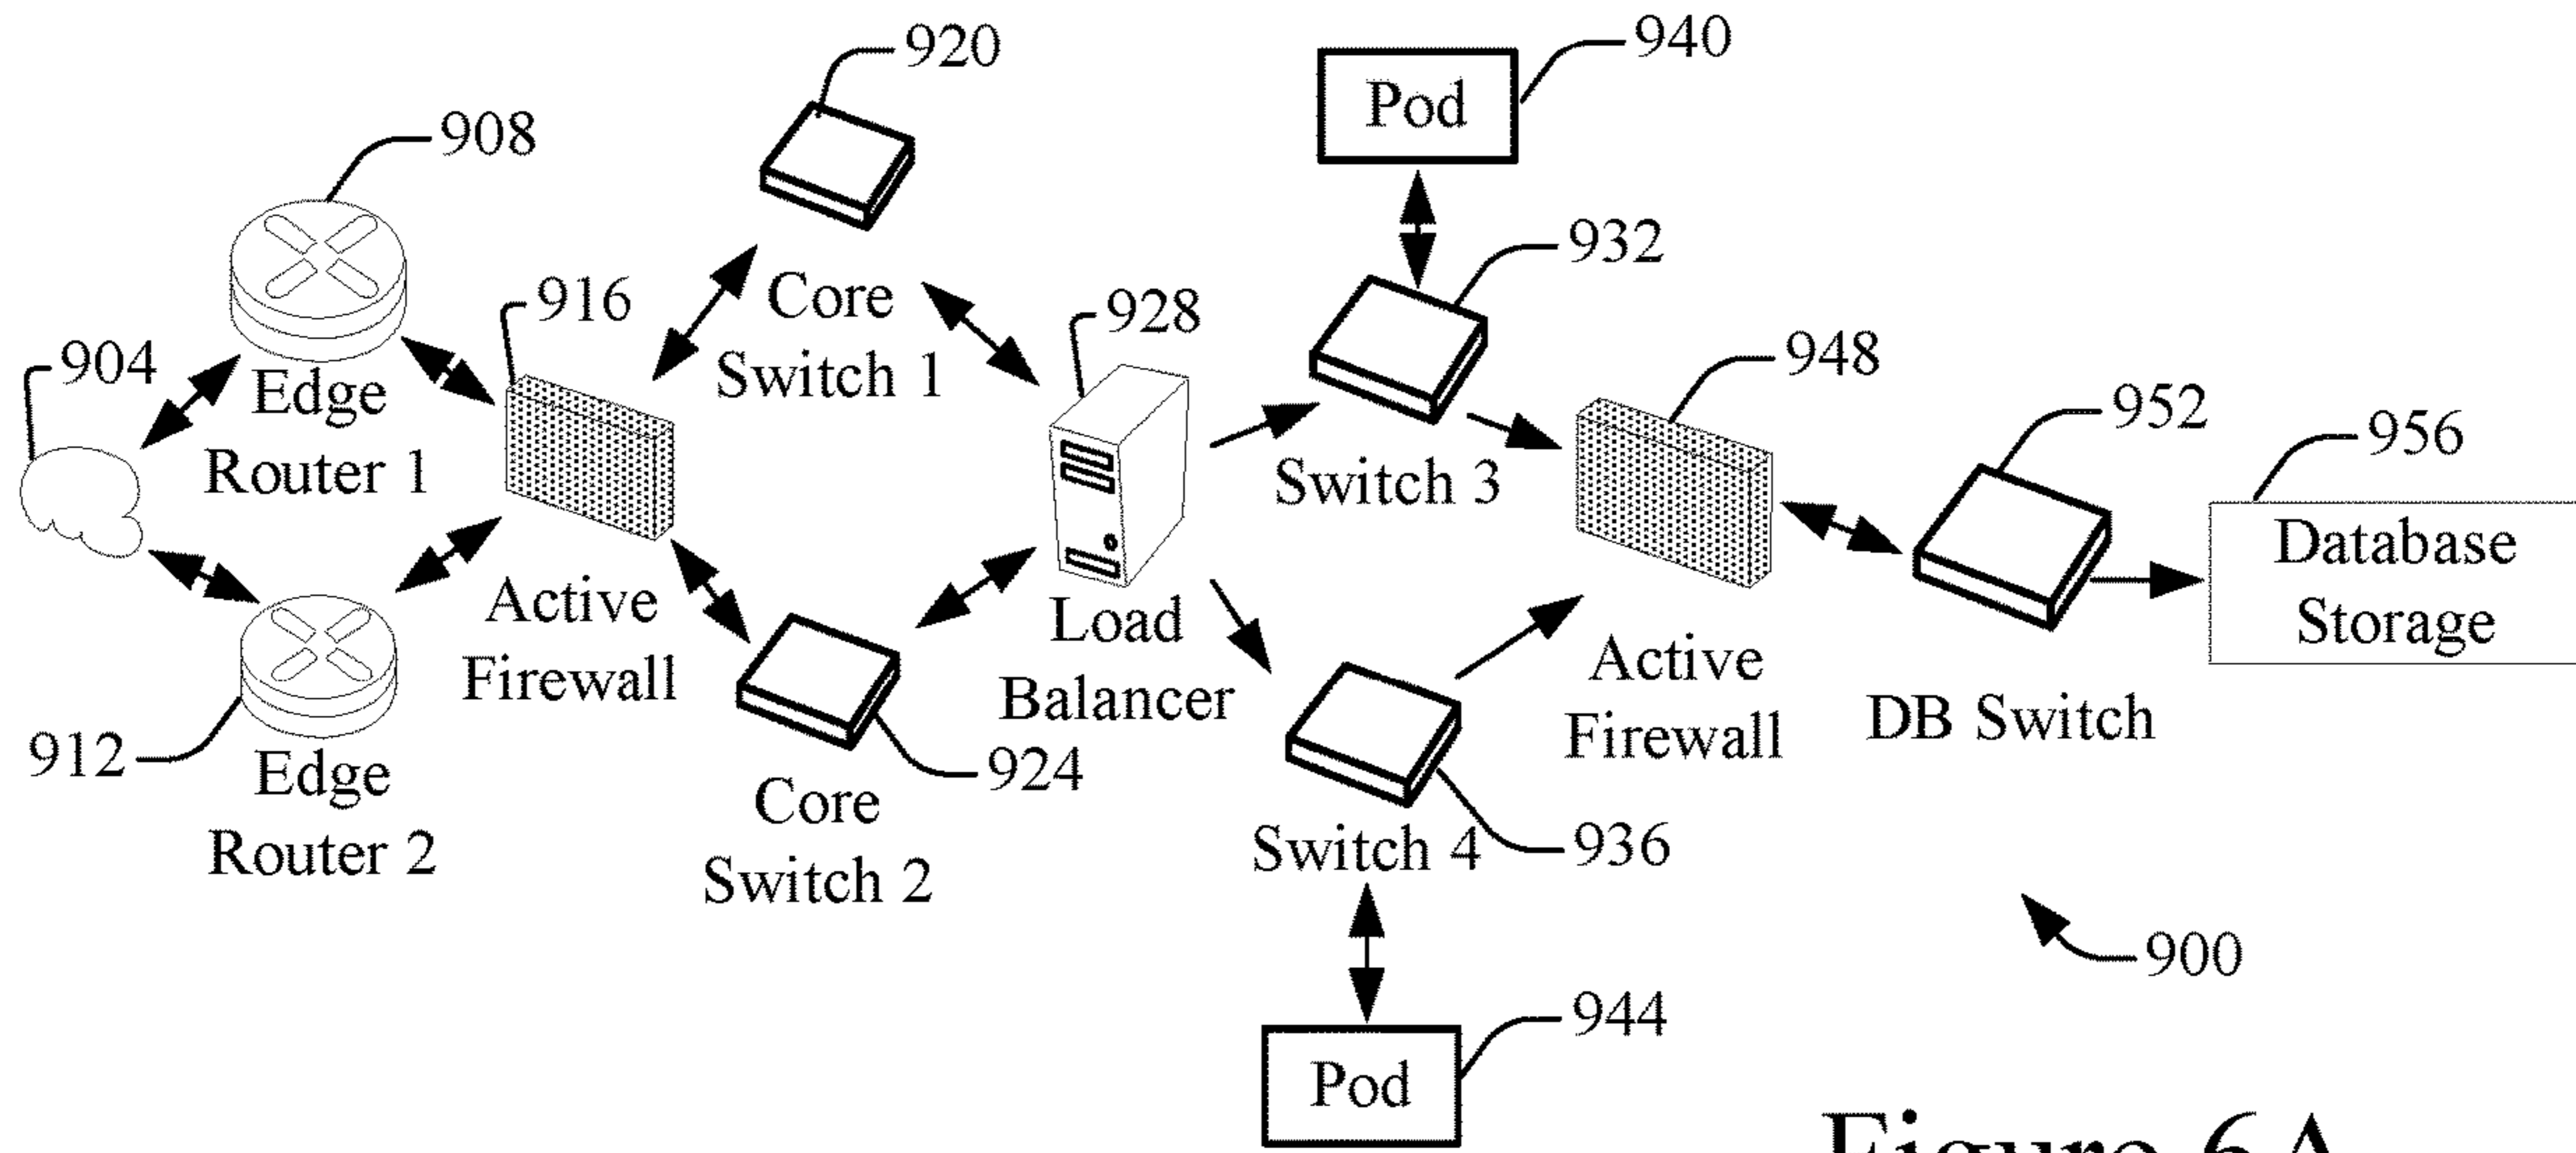 920
940
Pod
908
932
916
Core
Switch 1
928
948
904
Edge
Router 1
952
956
Switch 3
Database
Storage
Active
Firewall
Load
Balancer
Active
Firewall
DB Switch
912
Edge
Router 2
924
Core
Switch 2
Switch 4
936
900
944
Pod
Figure 6A